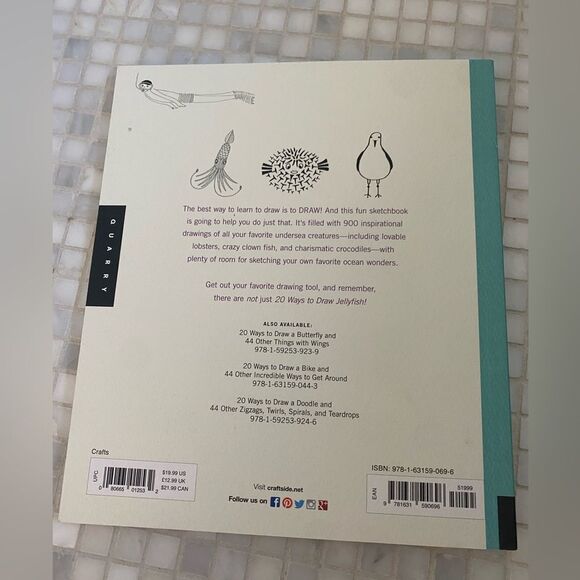 QUARRY
The best way to learn to draw is to DRAW! And this fun sketchbook
is going to help you do just that. It's filled with 900 inspirational
drawings of all your favorite undersea creatures—including lovable
lobsters, crazy clown fish, and charismatic crocodiles—with
plenty of room for sketching your own favorite ocean wonders.
Get out your favorite drawing tool, and remember,
there are not just 20 Ways to Draw Jellyfish!
ALSO AVAILABLE:
20 Ways to Draw a Butterfly and
44 Other Things with Wings
978-1-59253-923-9
20 Ways to Draw a Bike and
44 Other Incredible Ways to Get Around
978-1-63159-044-3
20 Ways to Draw a Doodle and
44 Other Zigzags, Twirls, Spirals, and Teardrops
978-1-59253-924-6
Crafts
UPC
0 80665 01253 2
$19.99 US
£12.99 UK
$21.99 CAN
Visit craftside.net
Follow us on
ISBN: 978-1-63159-069-6
EAN
51999
9 781631 590696